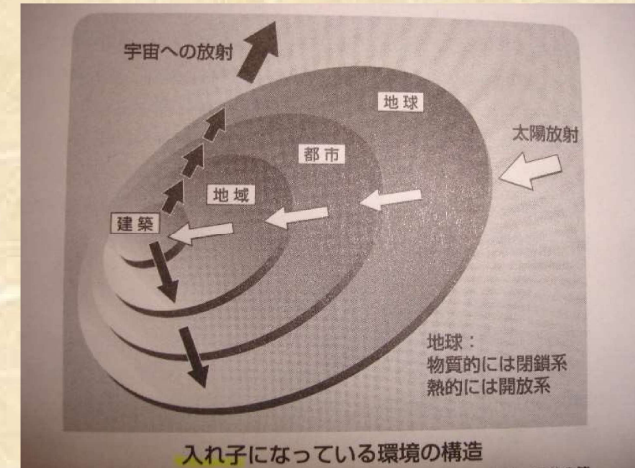 宇宙への放射
地球
太陽放射
都市
地域
建築
地球：
物質的には閉鎖系
熱的には開放系
入れ子になっている環境の構造